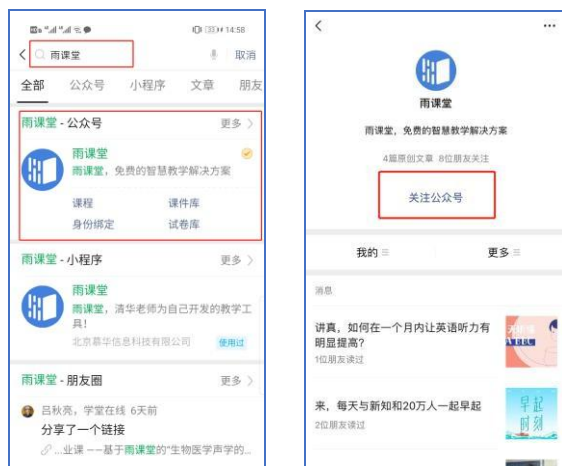 14:58
雨课堂
取消
全部 公众号 小程序 文章 朋友
雨课堂 - 公众号 更多
雨课堂
雨课堂，免费的智慧教学解决方案
课程 课件库
身份绑定 试卷库
雨课堂 - 小程序 更多
雨课堂
雨课堂，清华老师为自己开发的教学工
具！
北京慕华信息科技有限公司 使用过
雨课堂 - 朋友圈 更多
吕秋亮，学堂在线 6天前
分享了一个链接
...业课 ——基于雨课堂的“生物医学声学的...
雨课堂
雨课堂，免费的智慧教学解决方案
4篇原创文章 8位朋友关注
关注公众号
我的 更多
消息
讲真，如何在一个月内让英语听力有
明显提高？
1位朋友读过
来，每天与新知和20万人一起早起
2位朋友读过
早起
时刻